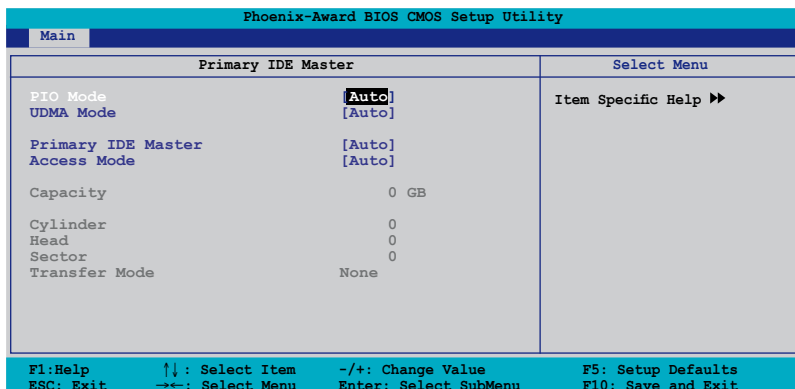 Phoenix-Award BIOS CMOS Setup Utility
Main
Primary IDE Master
Select Menu
PIO Mode [Auto]
UDMA Mode [Auto]
Primary IDE Master [Auto]
Access Mode [Auto]
Capacity 0 GB
Cylinder 0
Head 0
Sector 0
Transfer Mode None
Item Specific Help ▶▶
F1:Help ↑↓ : Select Item -/+: Change Value F5: Setup Defaults
ESC: Exit →←: Select Menu Enter: Select SubMenu F10: Save and Exit